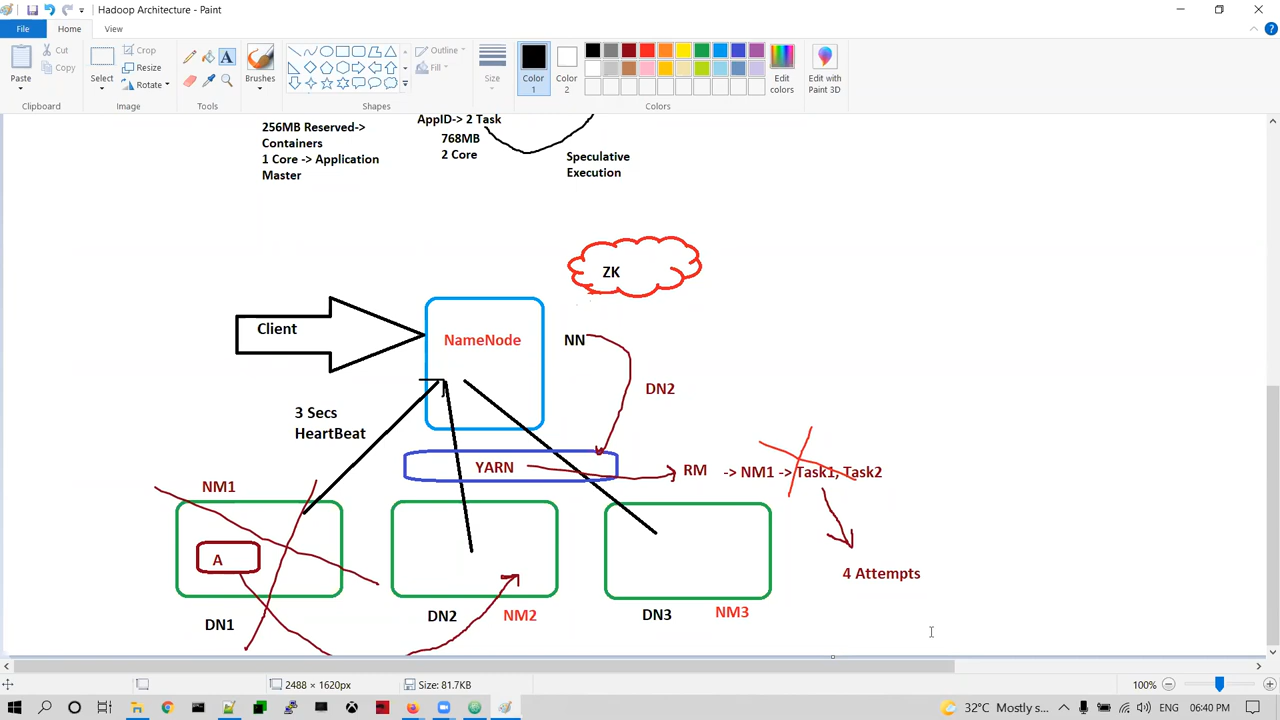 Hadoop Architecture - Paint
File
Home
View
Paste
Cut
Copy
Clipboard
Select
Crop
Resize
Rotate
Image
A
Tools
Brushes
Outline
Fill
Shapes
Size
Color
1
Color
2
Colors
Edit
colors
Edit with
Paint 3D
256MB Reserved->
Containers
1 Core -> Application
Master
AppID-> 2 Task
768MB
2 Core
Speculative
Execution
ZK
Client
NameNode
NN
DN2
3 Secs
HeartBeat
YARN
RM
-> NM1 -> Task1, Task2
NM1
A
4 Attempts
DN1
DN2
NM2
DN3
NM3
2488 × 1620px
Size: 81.7KB
100%
32°C Mostly s...
ENG
06:40 PM